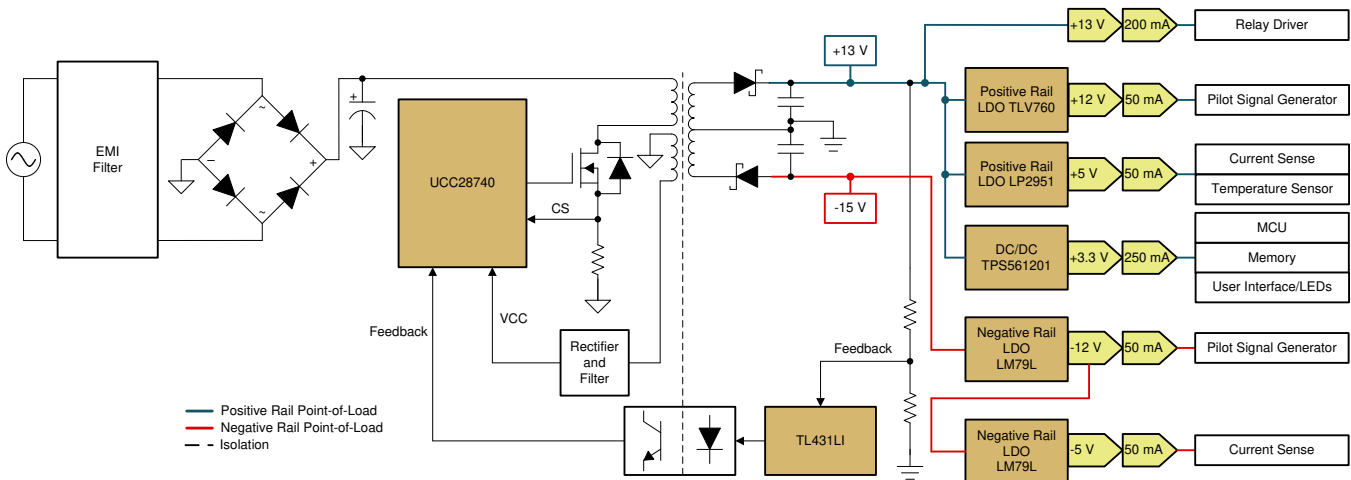 EMI
Filter
~
~
−
+
+
UCC28740
CS
VCC
Feedback
Rectifier
and
Filter
+13 V
-15 V
Feedback
TL431LI
+13 V
200 mA
Relay Driver
Positive Rail
LDO TLV760
+12 V
50 mA
Pilot Signal Generator
Positive Rail
LDO LP2951
+5 V
50 mA
Current Sense
Temperature Sensor
DC/DC
TPS561201
+3.3 V
250 mA
MCU
Memory
User Interface/LEDs
Negative Rail
LDO
LM79L
-12 V
50 mA
Pilot Signal Generator
Negative Rail
LDO
LM79L
-5 V
50 mA
Current Sense
Positive Rail Point-of-Load
Negative Rail Point-of-Load
Isolation